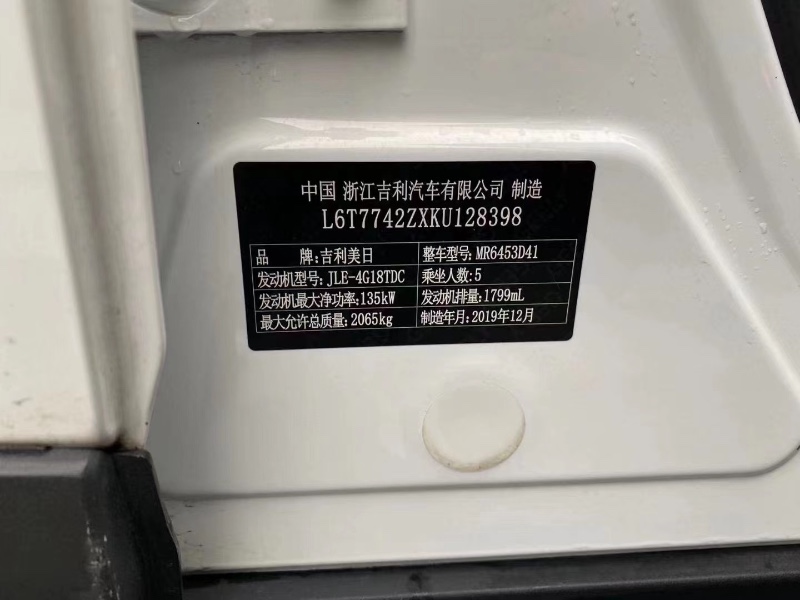 中国 浙江吉利汽车有限公司 制造
L6T7742ZXKU128398
品 牌:吉利美日 整车型号:MR6453D41
发动机型号:JLE-4G18TDC 乘坐人数:5
发动机最大净功率:135kW 发动机排量:1799mL
最大允许总质量:2065kg 制造年月:2019年12月